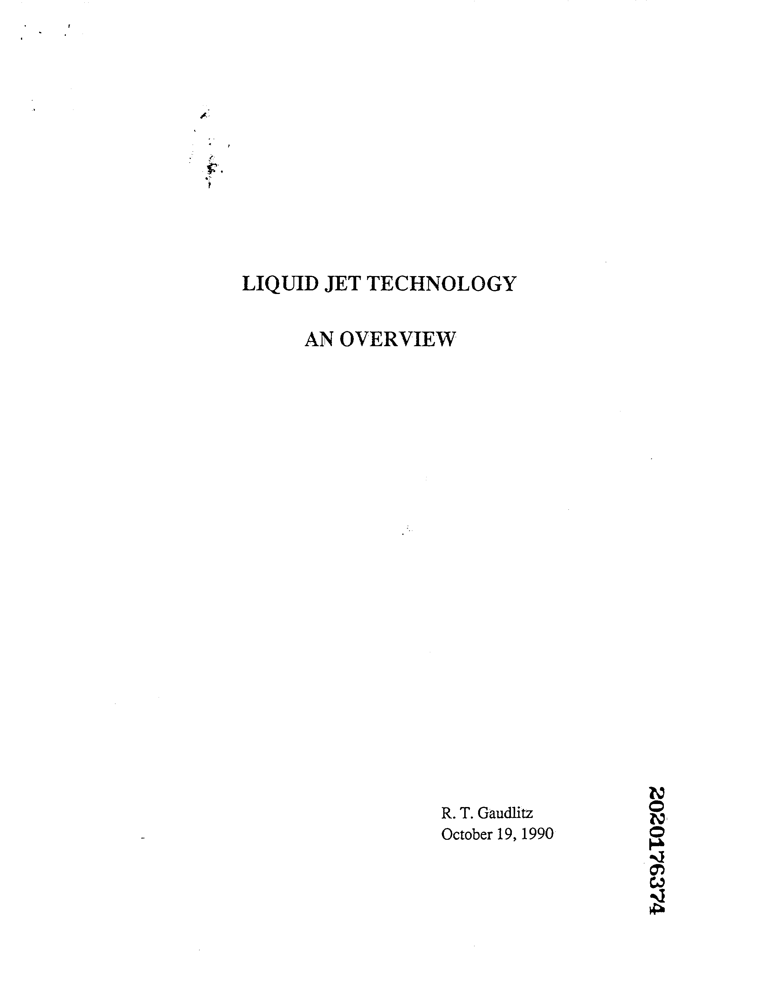 LIQUID JET TECHNOLOGY
AN OVERVIEW
R. T. Gaudlitz
October 19, 1990
2020176374